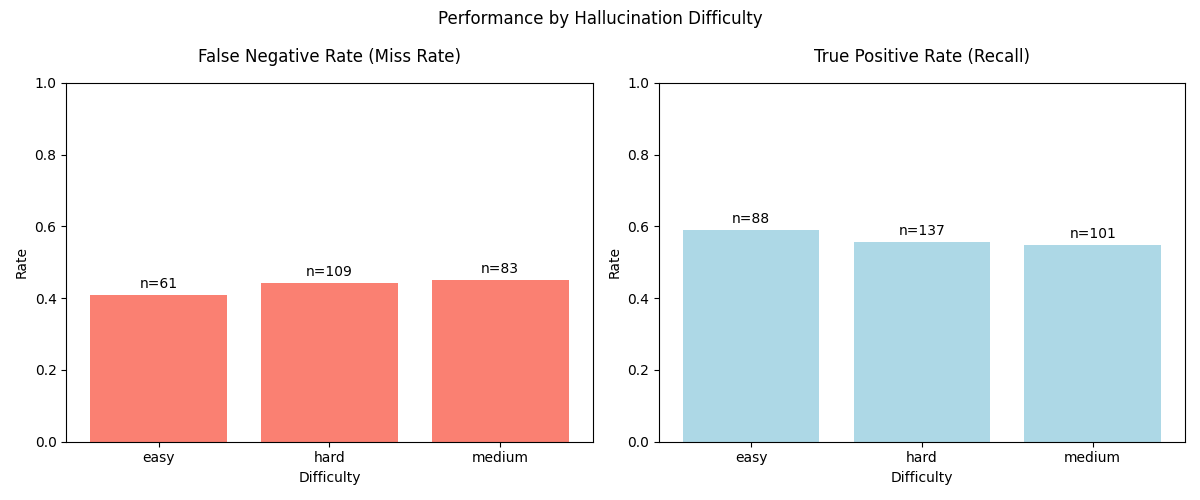 Performance by Hallucination Difficulty
False Negative Rate (Miss Rate)
1.0
0.8
0.6
0.4
0.2
0.0
Rate
n=61
n=109
n=83
easy
hard
medium
Difficulty
True Positive Rate (Recall)
1.0
0.8
0.6
0.4
0.2
0.0
Rate
n=88
n=137
n=101
easy
hard
medium
Difficulty